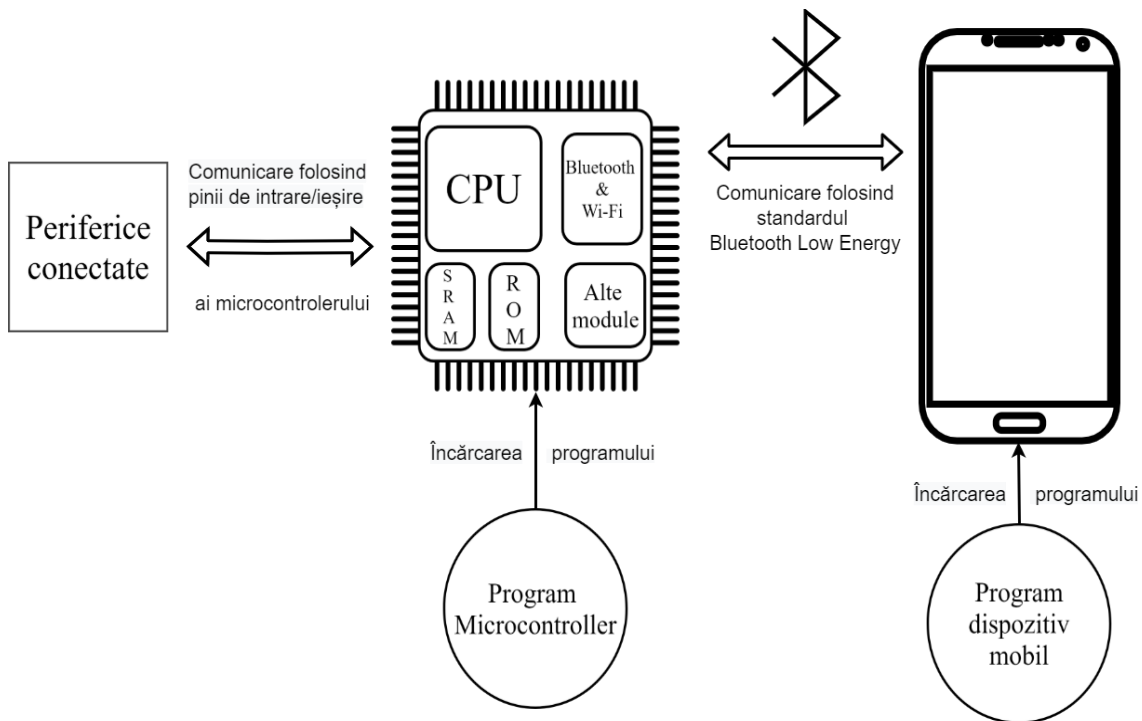 Periferice
conectate
Comunicare folosind
pinii de intrare/ieșire
ai microcontrolerului
CPU
Bluetooth
&
Wi-Fi
S
R
A
M
R
O
M
Alte
module
Comunicare folosind
standardul
Bluetooth Low Energy
Încărcarea programului
Program
Microcontroller
Încărcarea programului
Program
dispozitiv
mobil